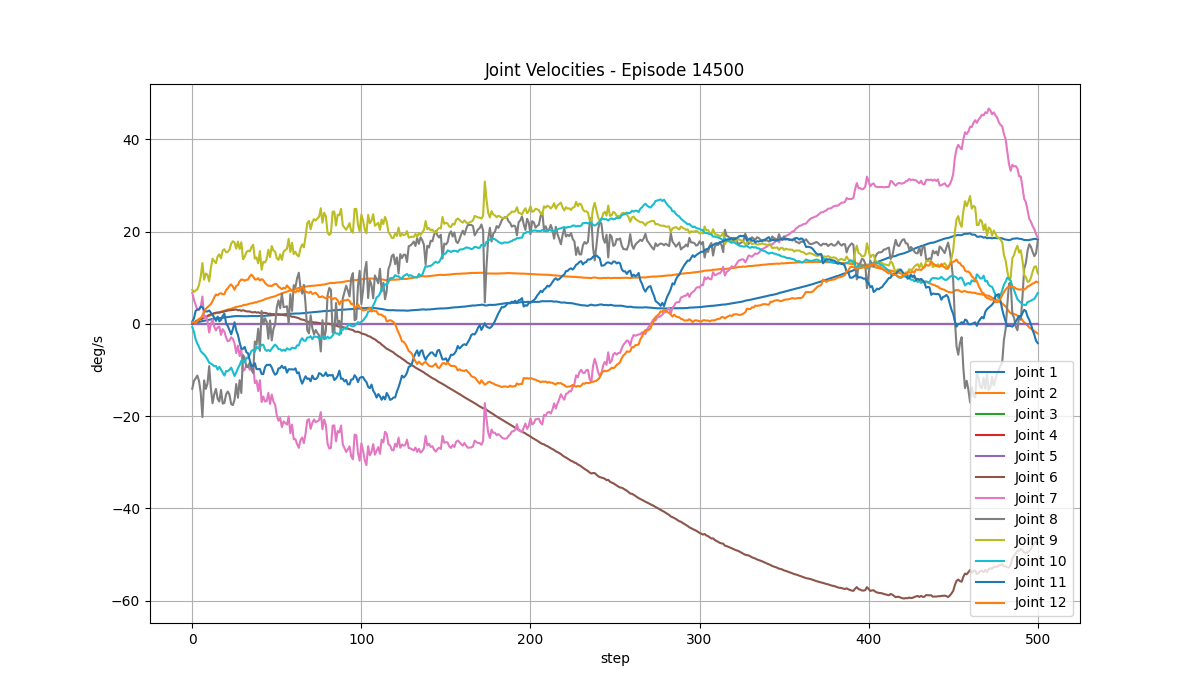 Joint Velocities - Episode 14500
deg/s
40
20
0
−20
−40
−60
0 100 200 300 400 500
step
Joint 1
Joint 2
Joint 3
Joint 4
Joint 5
Joint 6
Joint 7
Joint 8
Joint 9
Joint 10
Joint 11
Joint 12